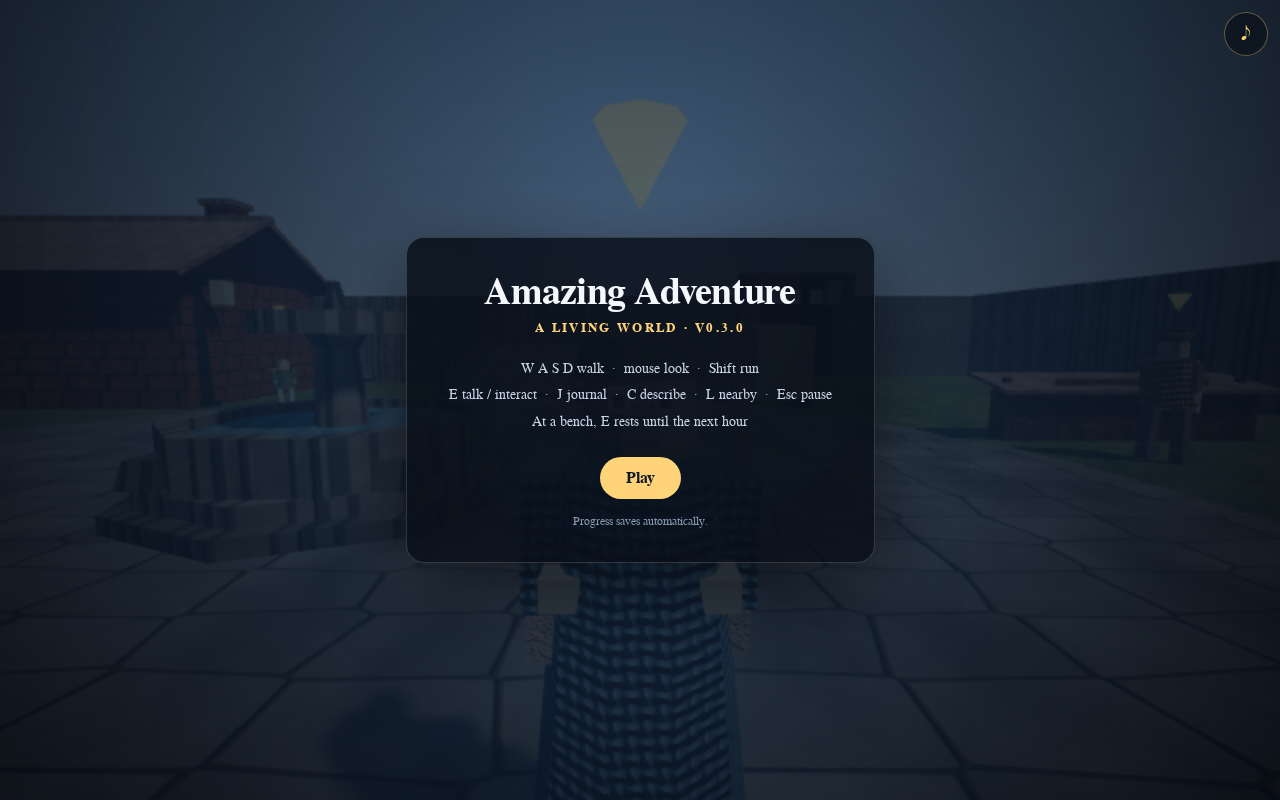 Amazing Adventure
A LIVING WORLD · V0.3.0
W A S D walk · mouse look · Shift run
E talk / interact · J journal · C describe · L nearby · Esc pause
At a bench, E rests until the next hour
Play
Progress saves automatically.